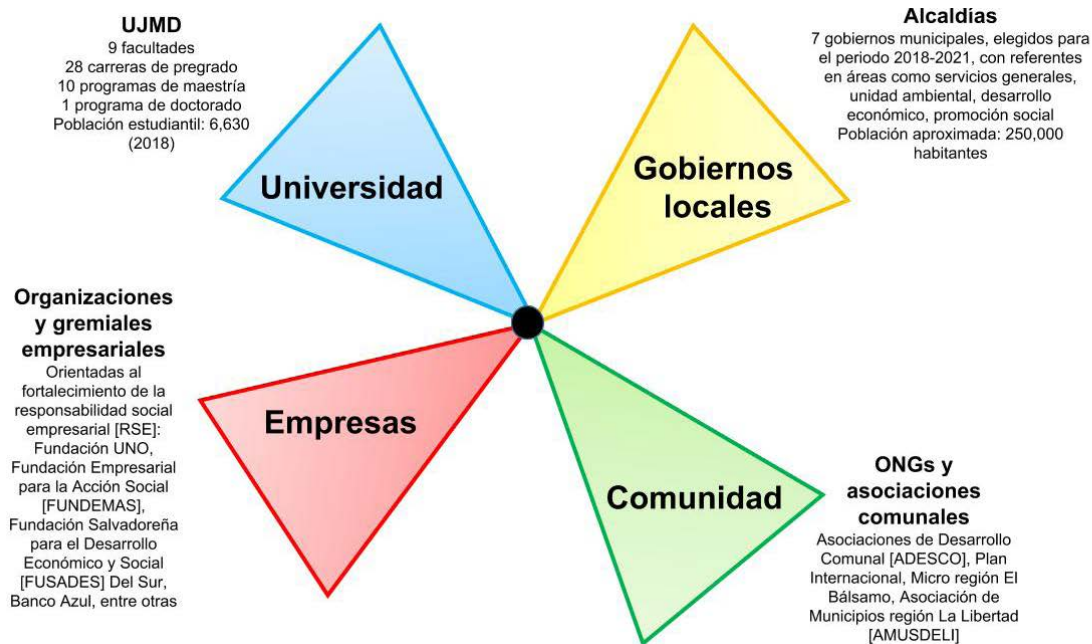 UJMD
9 facultades
28 carreras de pregrado
10 programas de maestría
1 programa de doctorado
Población estudiantil: 6,630
(2018)
Alcaldías
7 gobiernos municipales, elegidos para
el periodo 2018-2021, con referentes
en áreas como servicios generales,
unidad ambiental, desarrollo
económico, promoción social
Población aproximada: 250,000
habitantes
Universidad
Gobiernos
locales
Organizaciones
y gremiales
empresariales
Orientadas al
fortalecimiento de la
responsabilidad social
empresarial [RSE]:
Fundación UNO,
Fundación Empresarial
para la Acción Social
[FUNDEMAS],
Fundación Salvadoreña
para el Desarrollo
Económico y Social
[FUSADES] Del Sur,
Banco Azul, entre otras
Empresas
Comunidad
ONGs y
asociaciones
comunales
Asociaciones de Desarrollo
Comunal [ADESCO], Plan
Internacional, Micro región El
Bálsamo, Asociación de
Municipios región La Libertad
[AMUSDELI]